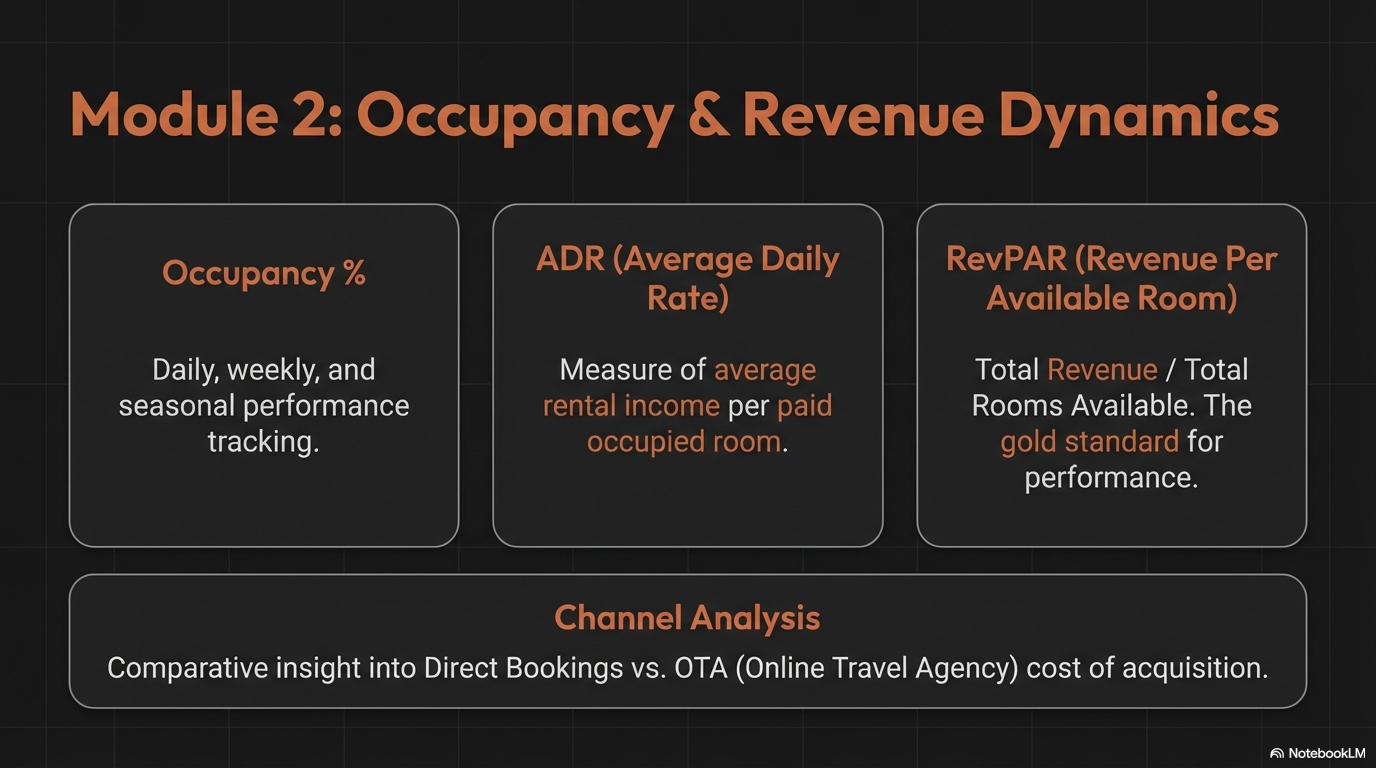 Module 2: Occupancy & Revenue Dynamics
Occupancy %
Daily, weekly, and
seasonal performance
tracking.
ADR (Average Daily
Rate)
Measure of average
rental income per paid
occupied room.
RevPAR (Revenue Per
Available Room)
Total Revenue / Total
Rooms Available. The
gold standard for
performance.
Channel Analysis
Comparative insight into Direct Bookings vs. OTA (Online Travel Agency) cost of acquisition.
NotebookLM